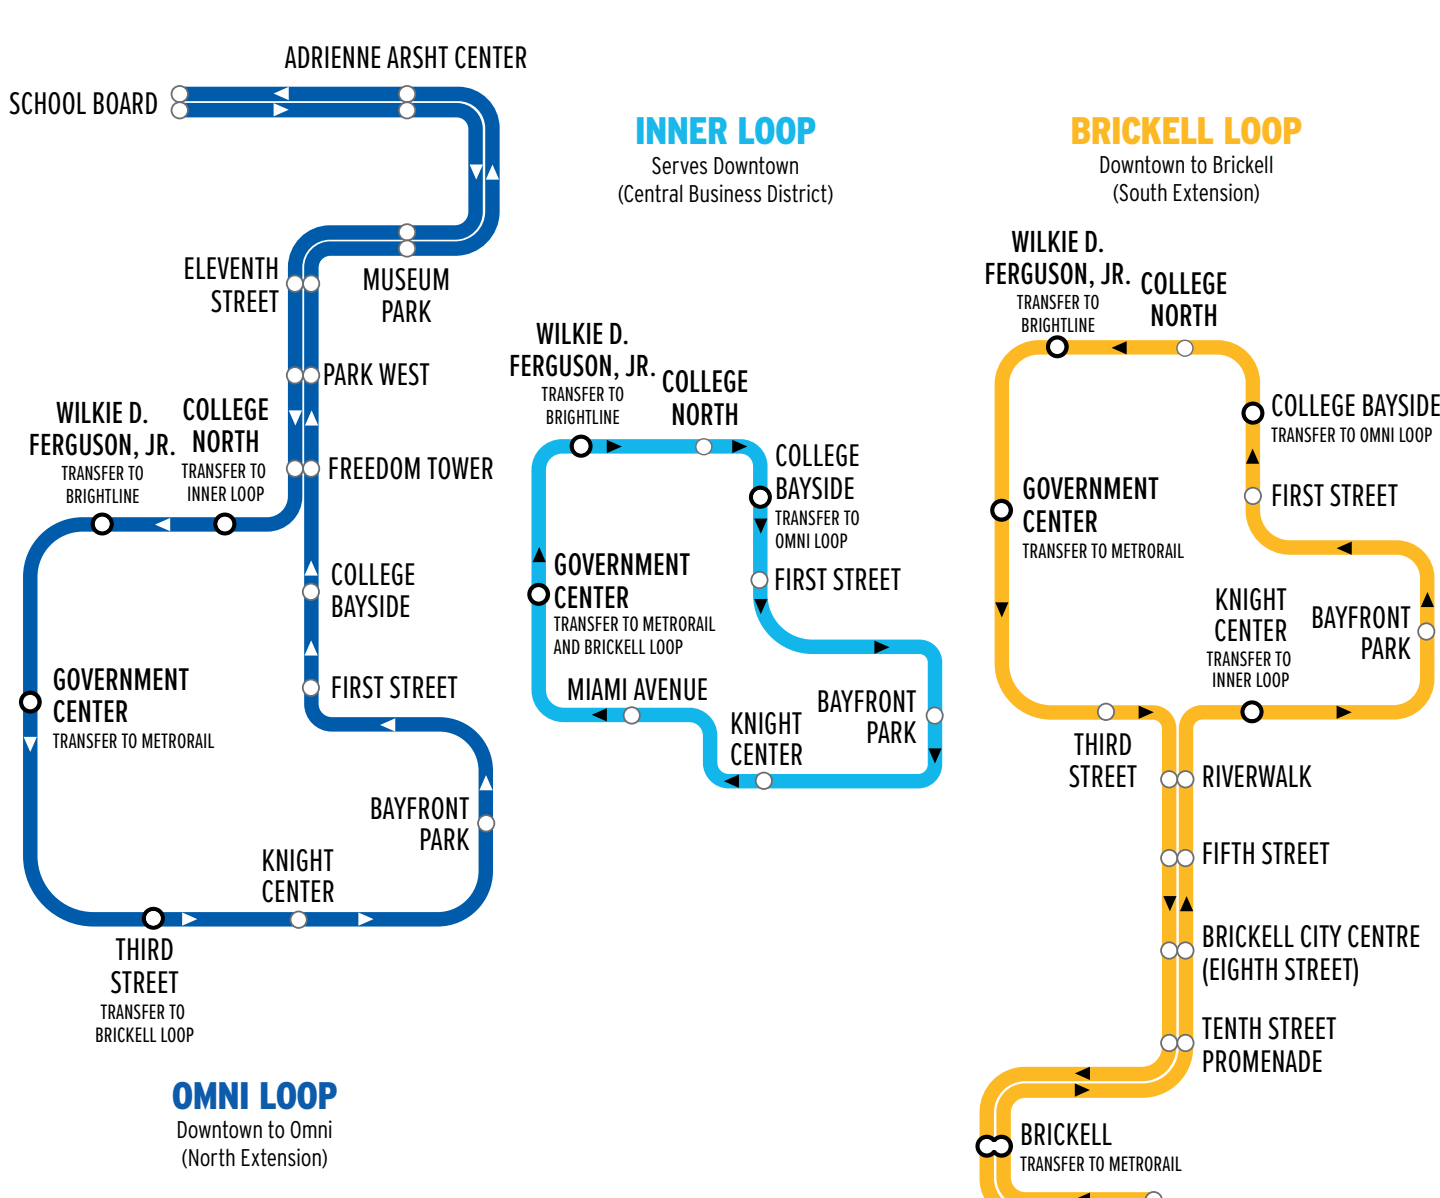 ADRIENNE ARSHT CENTER
SCHOOL BOARD
ELEVENTH
STREET
MUSEUM
PARK
PARK WEST
WILKIE D.
FERGUSON, JR.
TRANSFER TO
BRIGHTLINE
COLLEGE
NORTH
TRANSFER TO
INNER LOOP
FREEDOM TOWER
COLLEGE
BAYSIDE
GOVERNMENT
CENTER
TRANSFER TO METRORAIL
FIRST STREET
BAYFRONT
PARK
KNIGHT
CENTER
THIRD
STREET
TRANSFER TO
BRICKELL LOOP
OMNI LOOP
Downtown to Omni
(North Extension)
INNER LOOP
Serves Downtown
(Central Business District)
WILKIE D.
FERGUSON, JR.
TRANSFER TO
BRIGHTLINE
COLLEGE
NORTH
COLLEGE
BAYSIDE
TRANSFER TO
OMNI LOOP
GOVERNMENT
CENTER
TRANSFER TO METRORAIL
AND BRICKELL LOOP
FIRST STREET
MIAMI AVENUE
KNIGHT
CENTER
BAYFRONT
PARK
BRICKELL LOOP
Downtown to Brickell
(South Extension)
WILKIE D.
FERGUSON, JR.
TRANSFER TO
BRIGHTLINE
COLLEGE
NORTH
COLLEGE BAYSIDE
TRANSFER TO OMNI LOOP
GOVERNMENT
CENTER
TRANSFER TO METRORAIL
FIRST STREET
KNIGHT
CENTER
TRANSFER TO
INNER LOOP
BAYFRONT
PARK
THIRD
STREET
RIVERWALK
FIFTH STREET
BRICKELL CITY CENTRE
(EIGHTH STREET)
TENTH STREET
PROMENADE
BRICKELL
TRANSFER TO METRORAIL